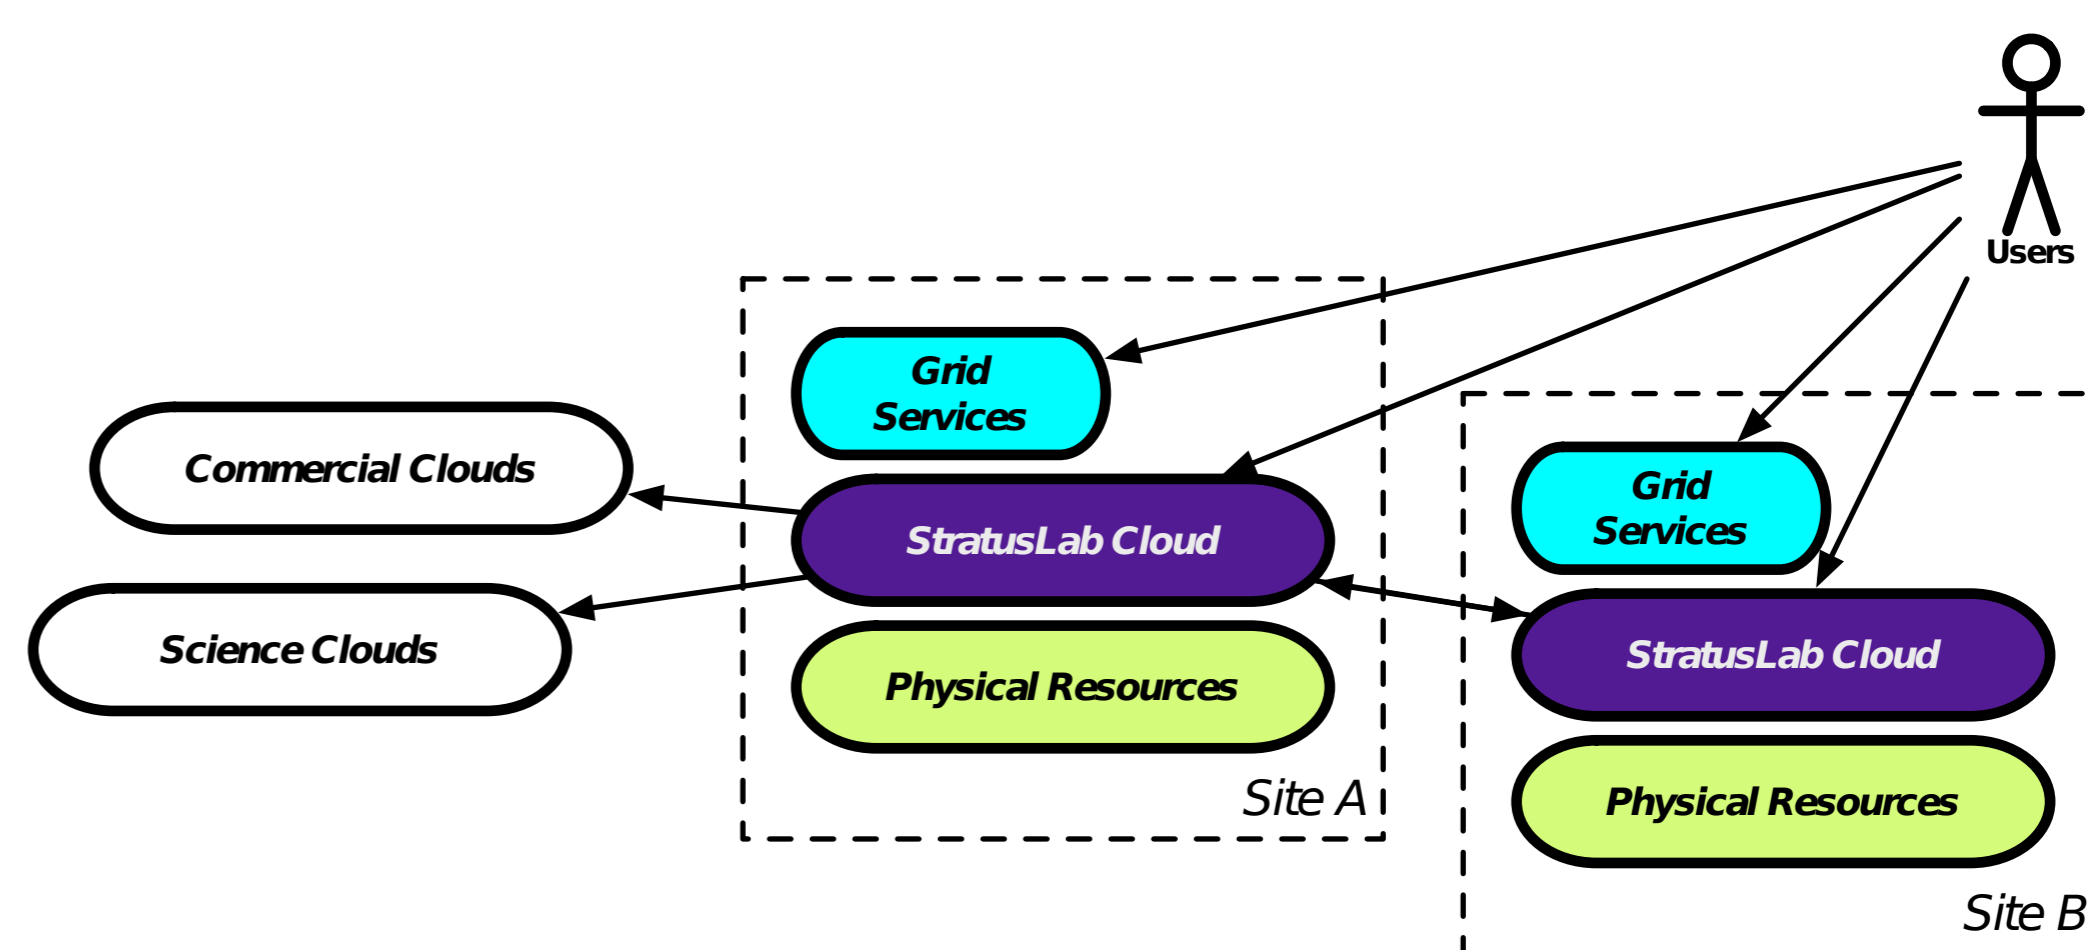 Users
Grid
Services
Commercial Clouds
StratusLab Cloud
Science Clouds
Physical Resources
Site A
Grid
Services
StratusLab Cloud
Physical Resources
Site B